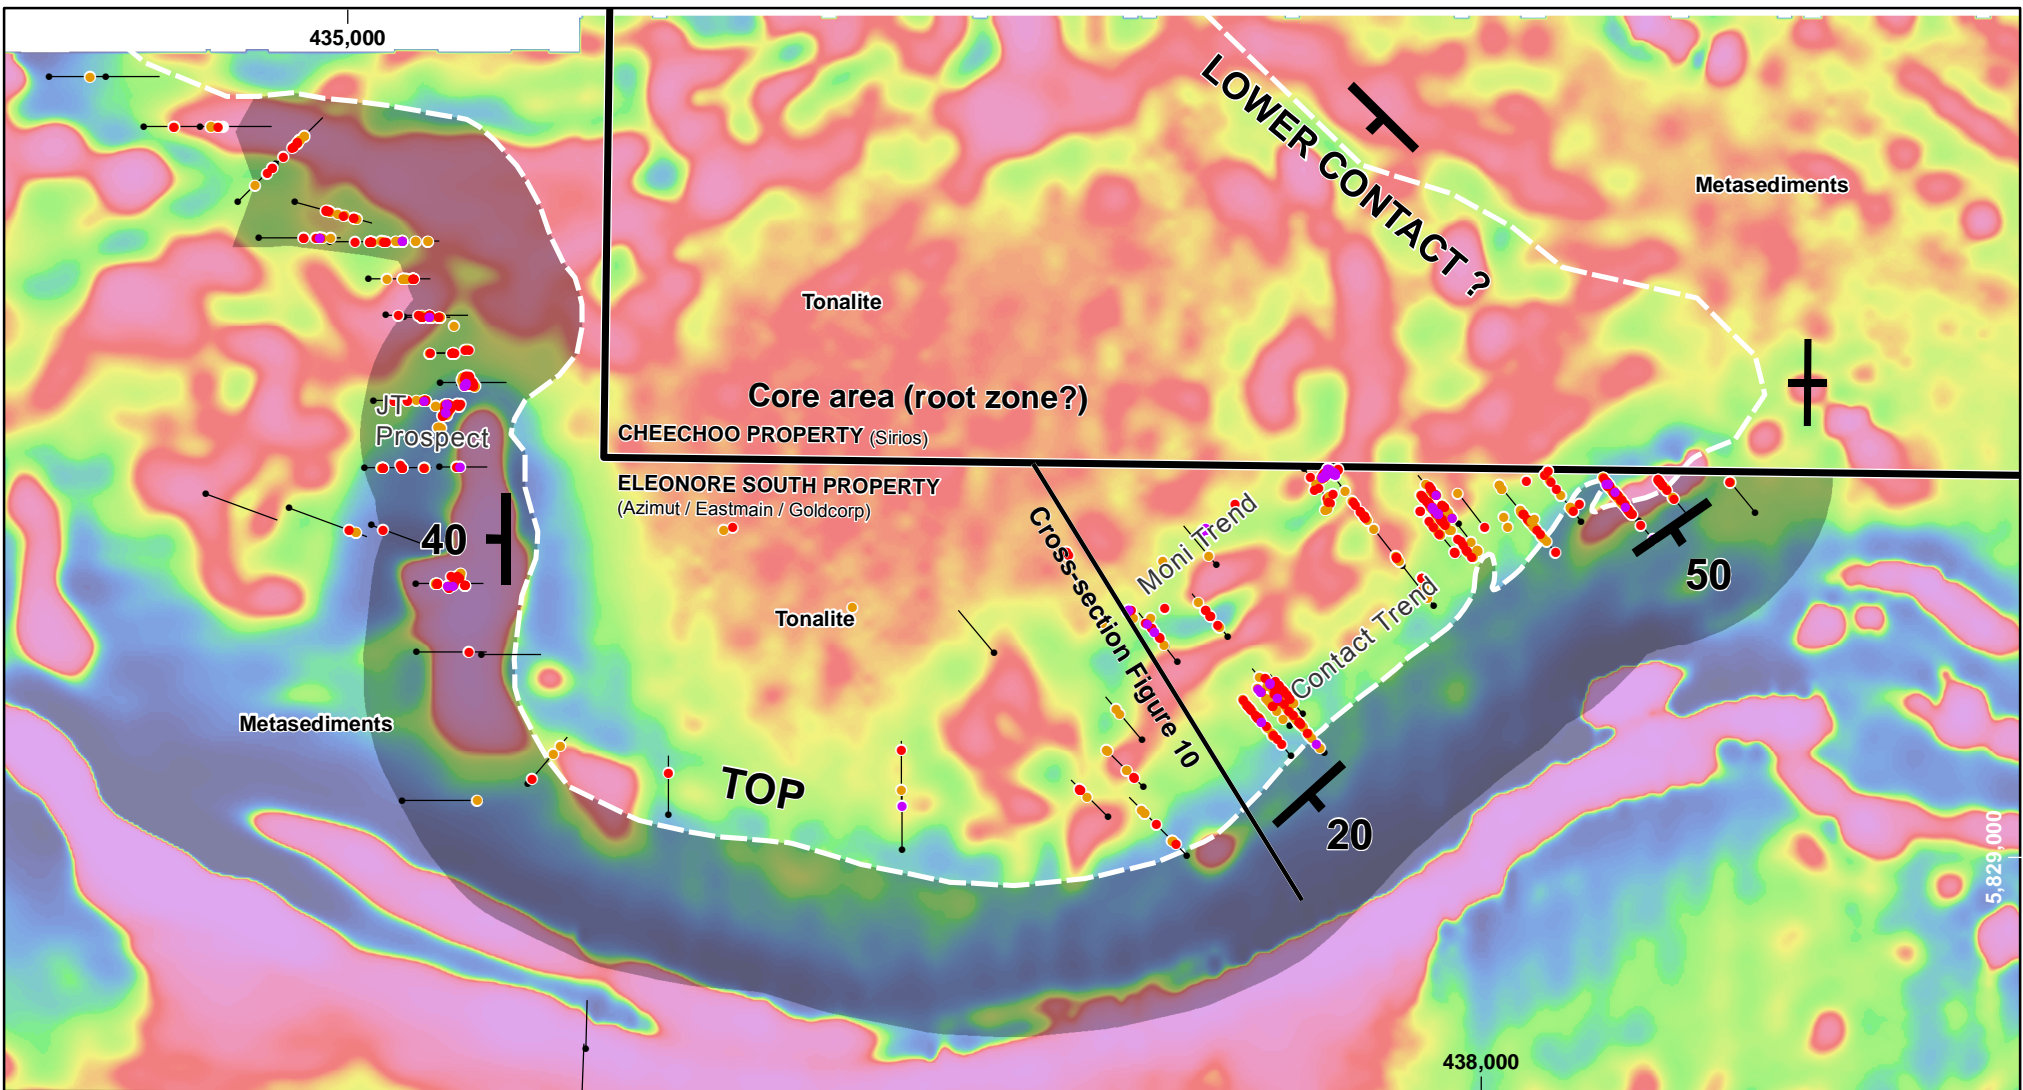 435,000
LOWER CONTACT ?
Metasediments
Tonalite
Core area (root zone?)
CHEECHOO PROPERTY (Sirios)
JT
Prospect
ELEONORE SOUTH PROPERTY
(Azimut / Eastmain / Goldcorp)
40
Cross-section Figure 10
Moni Trend
Contact Trend
50
Tonalite
Metasediments
TOP
20
5,829,000
438,000